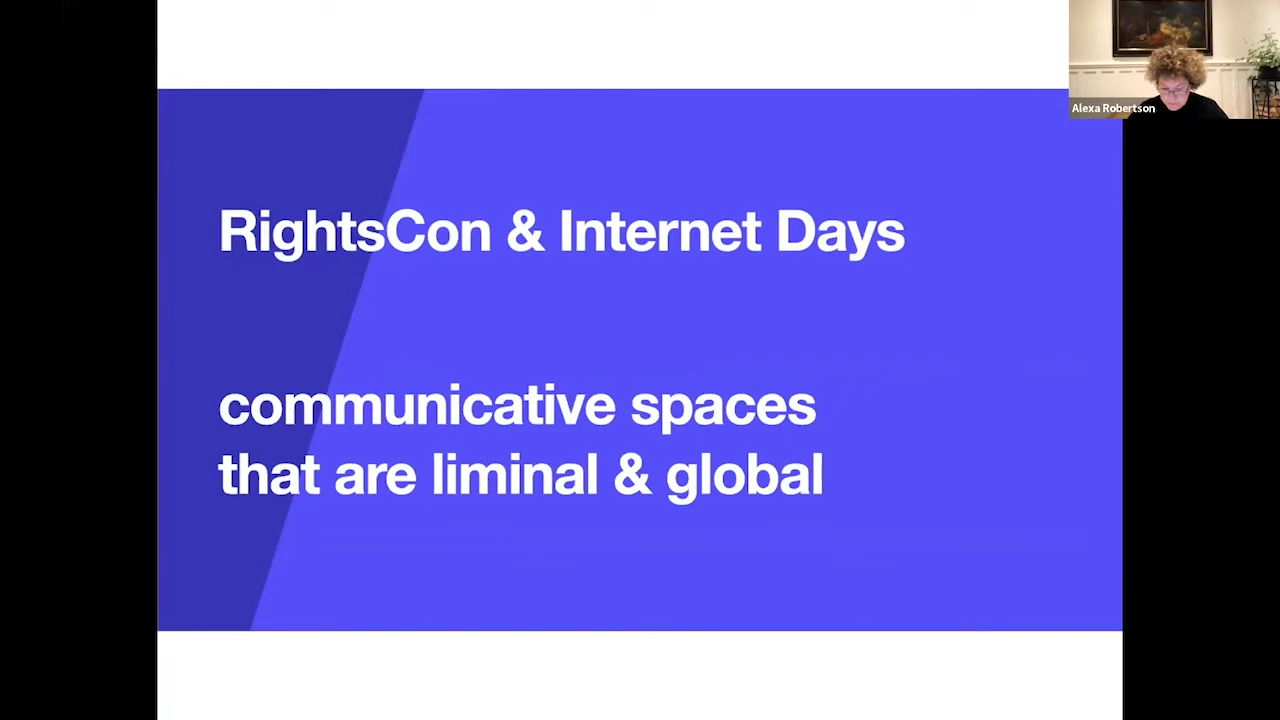 Alexa Robertson
RightsCon & Internet Days
communicative spaces
that are liminal & global